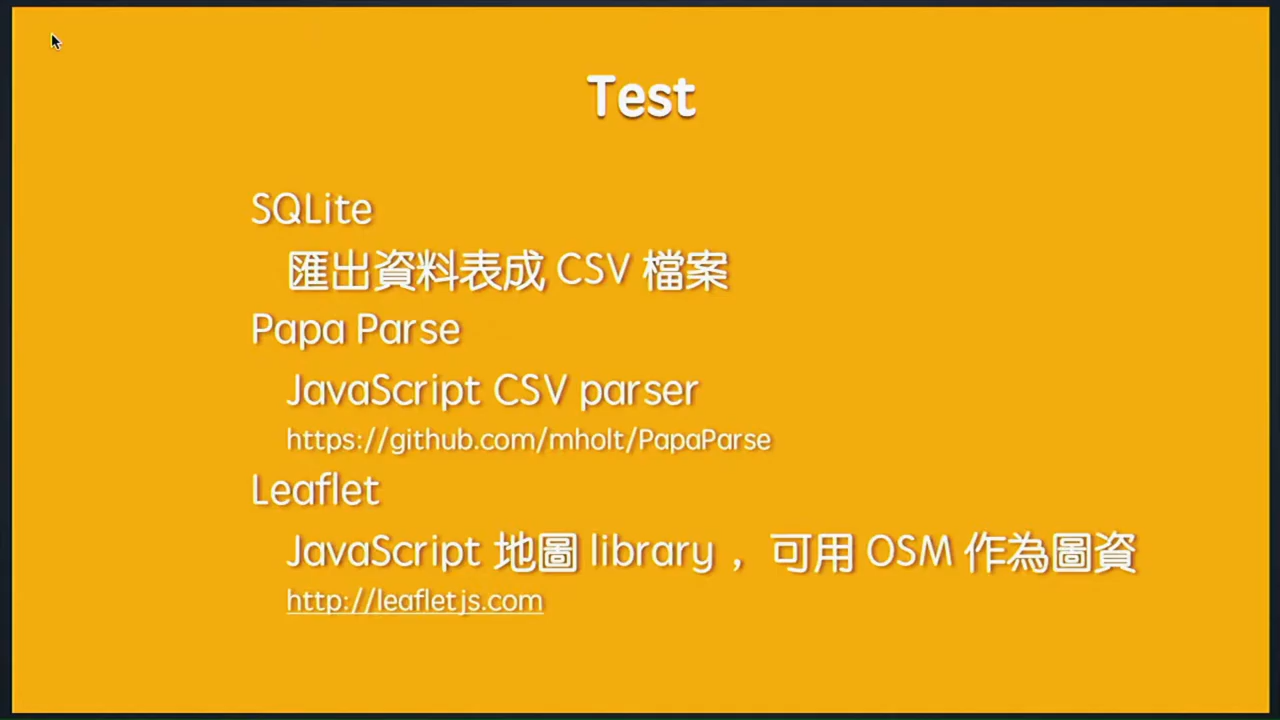 Test
SQLite
匯出資料表成 CSV 檔案
Papa Parse
JavaScript CSV parser
https://github.com/mholt/PapaParse
Leaflet
JavaScript 地圖 library ，可用 OSM 作為圖資
http://leafletjs.com